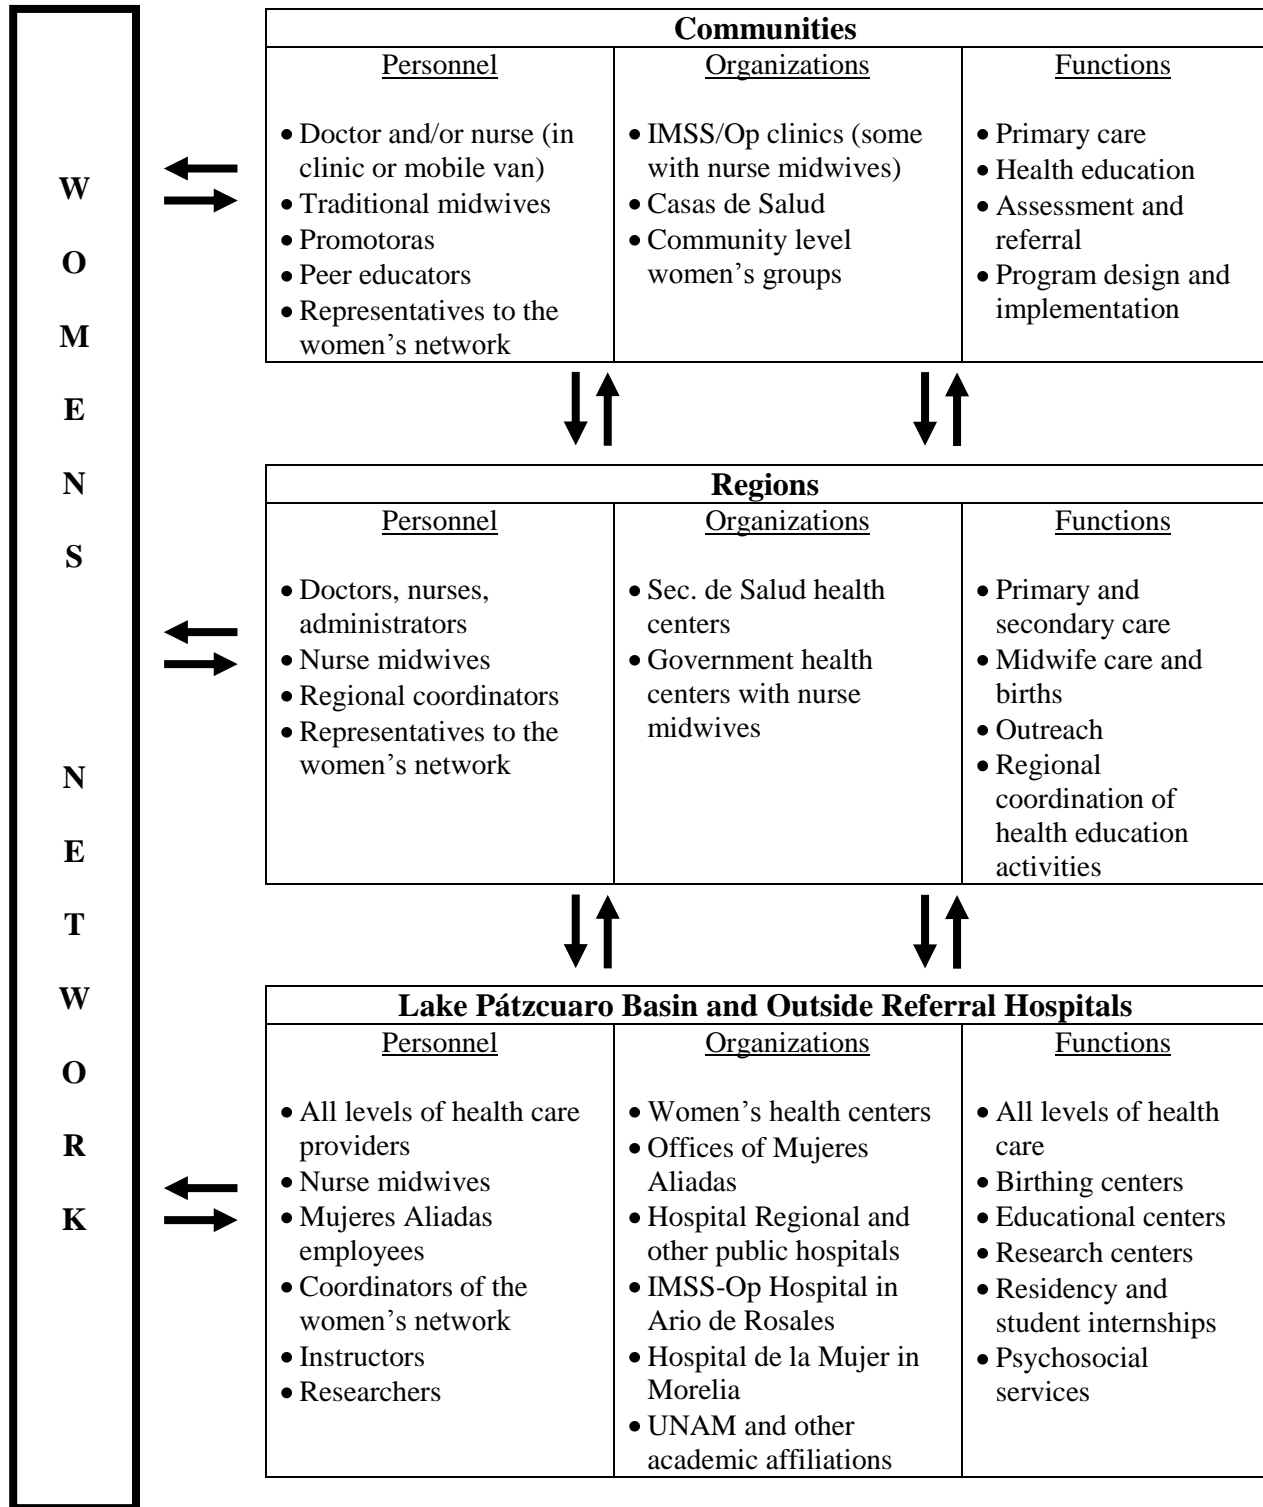 WOMENS NETWORK
Communities
Personnel
• Doctor and/or nurse (in
clinic or mobile van)
• Traditional midwives
• Promotoras
• Peer educators
• Representatives to the
women’s network
Organizations
• IMSS/Op clinics (some
with nurse midwives)
• Casas de Salud
• Community level
women’s groups
Functions
• Primary care
• Health education
• Assessment and
referral
• Program design and
implementation
Regions
Personnel
• Doctors, nurses,
administrators
• Nurse midwives
• Regional coordinators
• Representatives to the
women’s network
Organizations
• Sec. de Salud health
centers
• Government health
centers with nurse
midwives
Functions
• Primary and
secondary care
• Midwife care and
births
• Outreach
• Regional
coordination of
health education
activities
Lake Pátzcuaro Basin and Outside Referral Hospitals
Personnel
• All levels of health care
providers
• Nurse midwives
• Mujeres Aliadas
employees
• Coordinators of the
women’s network
• Instructors
• Researchers
Organizations
• Women’s health centers
• Offices of Mujeres
Aliadas
• Hospital Regional and
other public hospitals
• IMSS-Op Hospital in
Ario de Rosales
• Hospital de la Mujer in
Morelia
• UNAM and other
academic affiliations
Functions
• All levels of health
care
• Birthing centers
• Educational centers
• Research centers
• Residency and
student internships
• Psychosocial
services